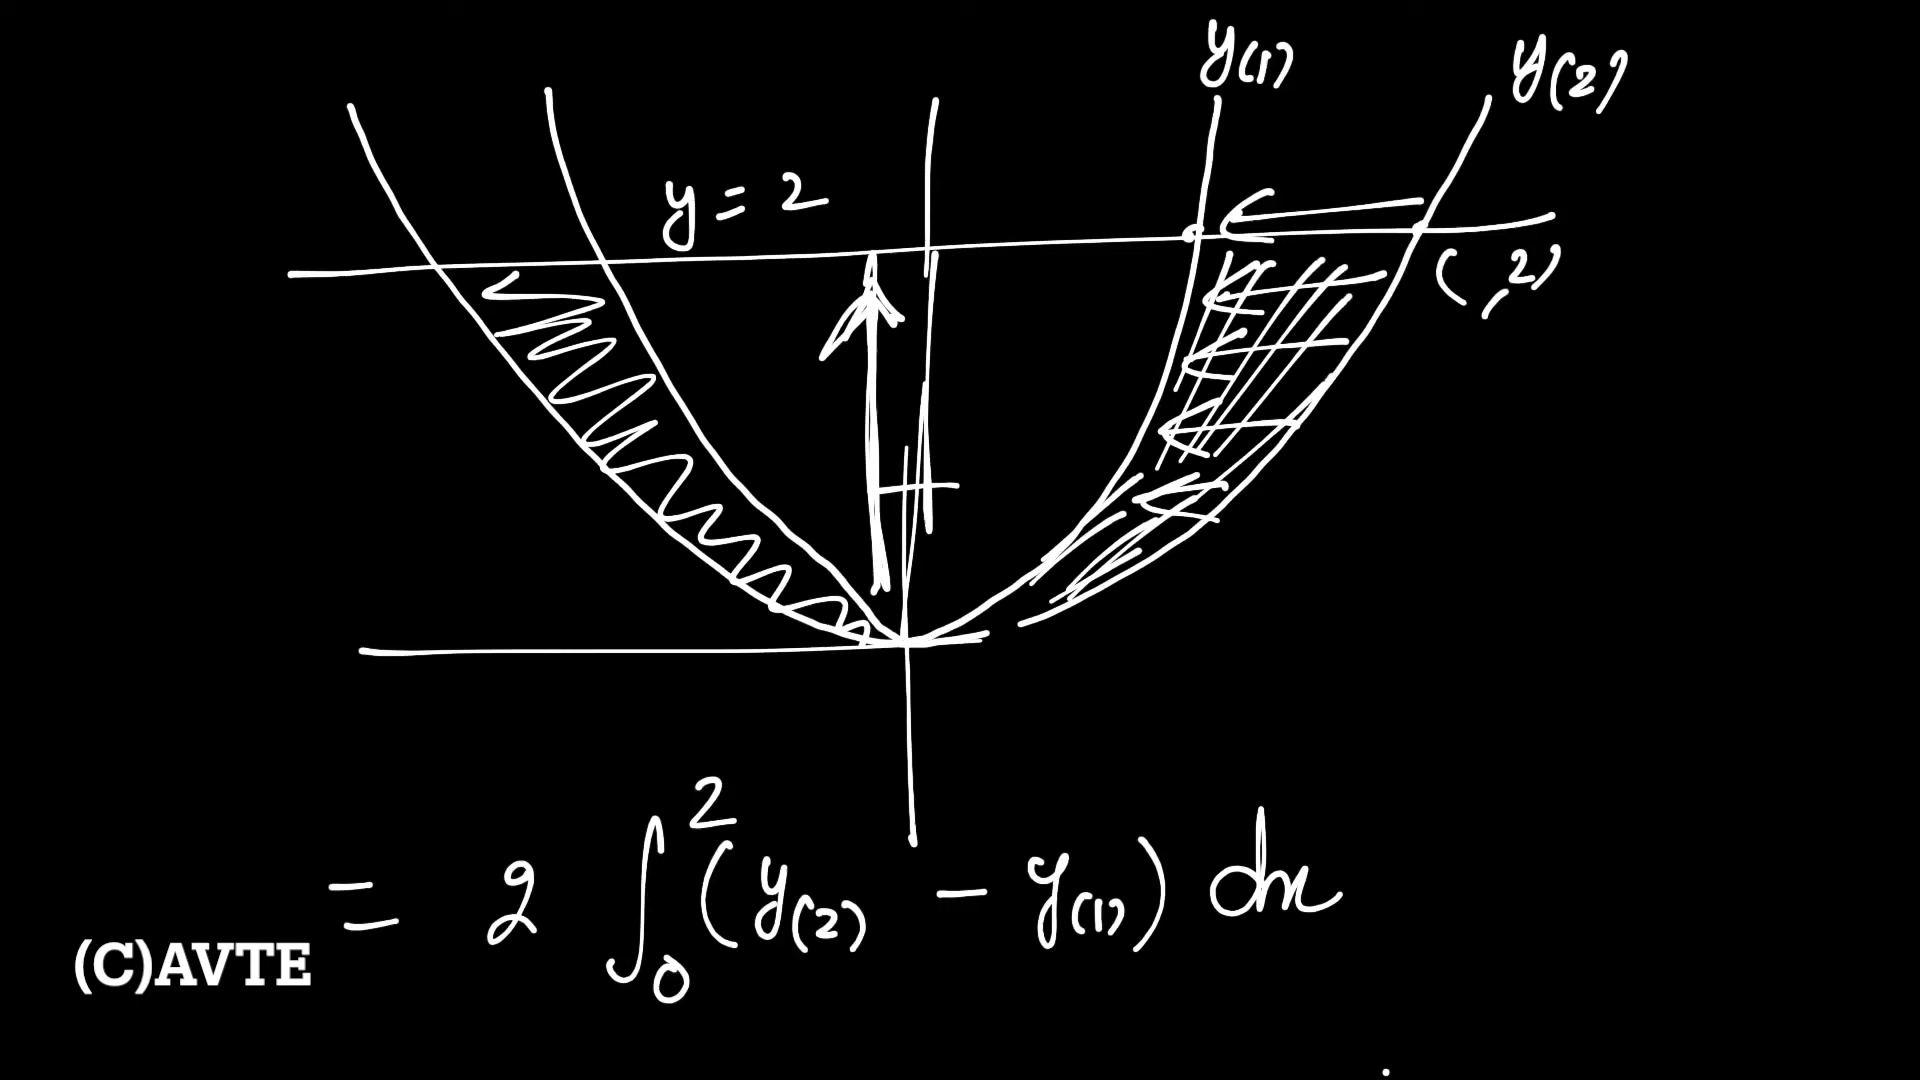 y(1)
y(2)
y = 2
( , 2)
= 2 ∫₀² (y(2) - y(1)) dx
(C)AVTE